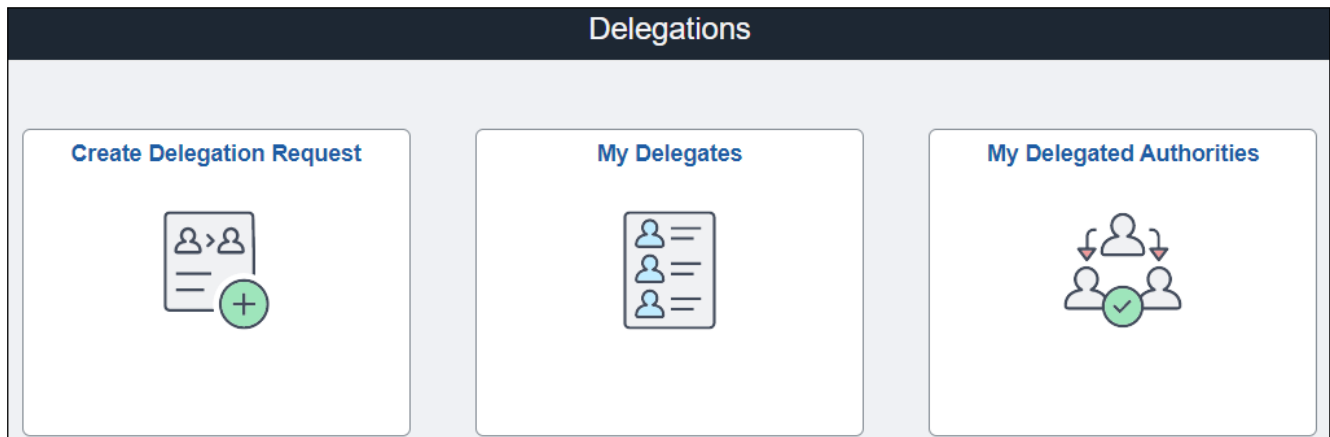 Delegations
Create Delegation Request
My Delegates
My Delegated Authorities